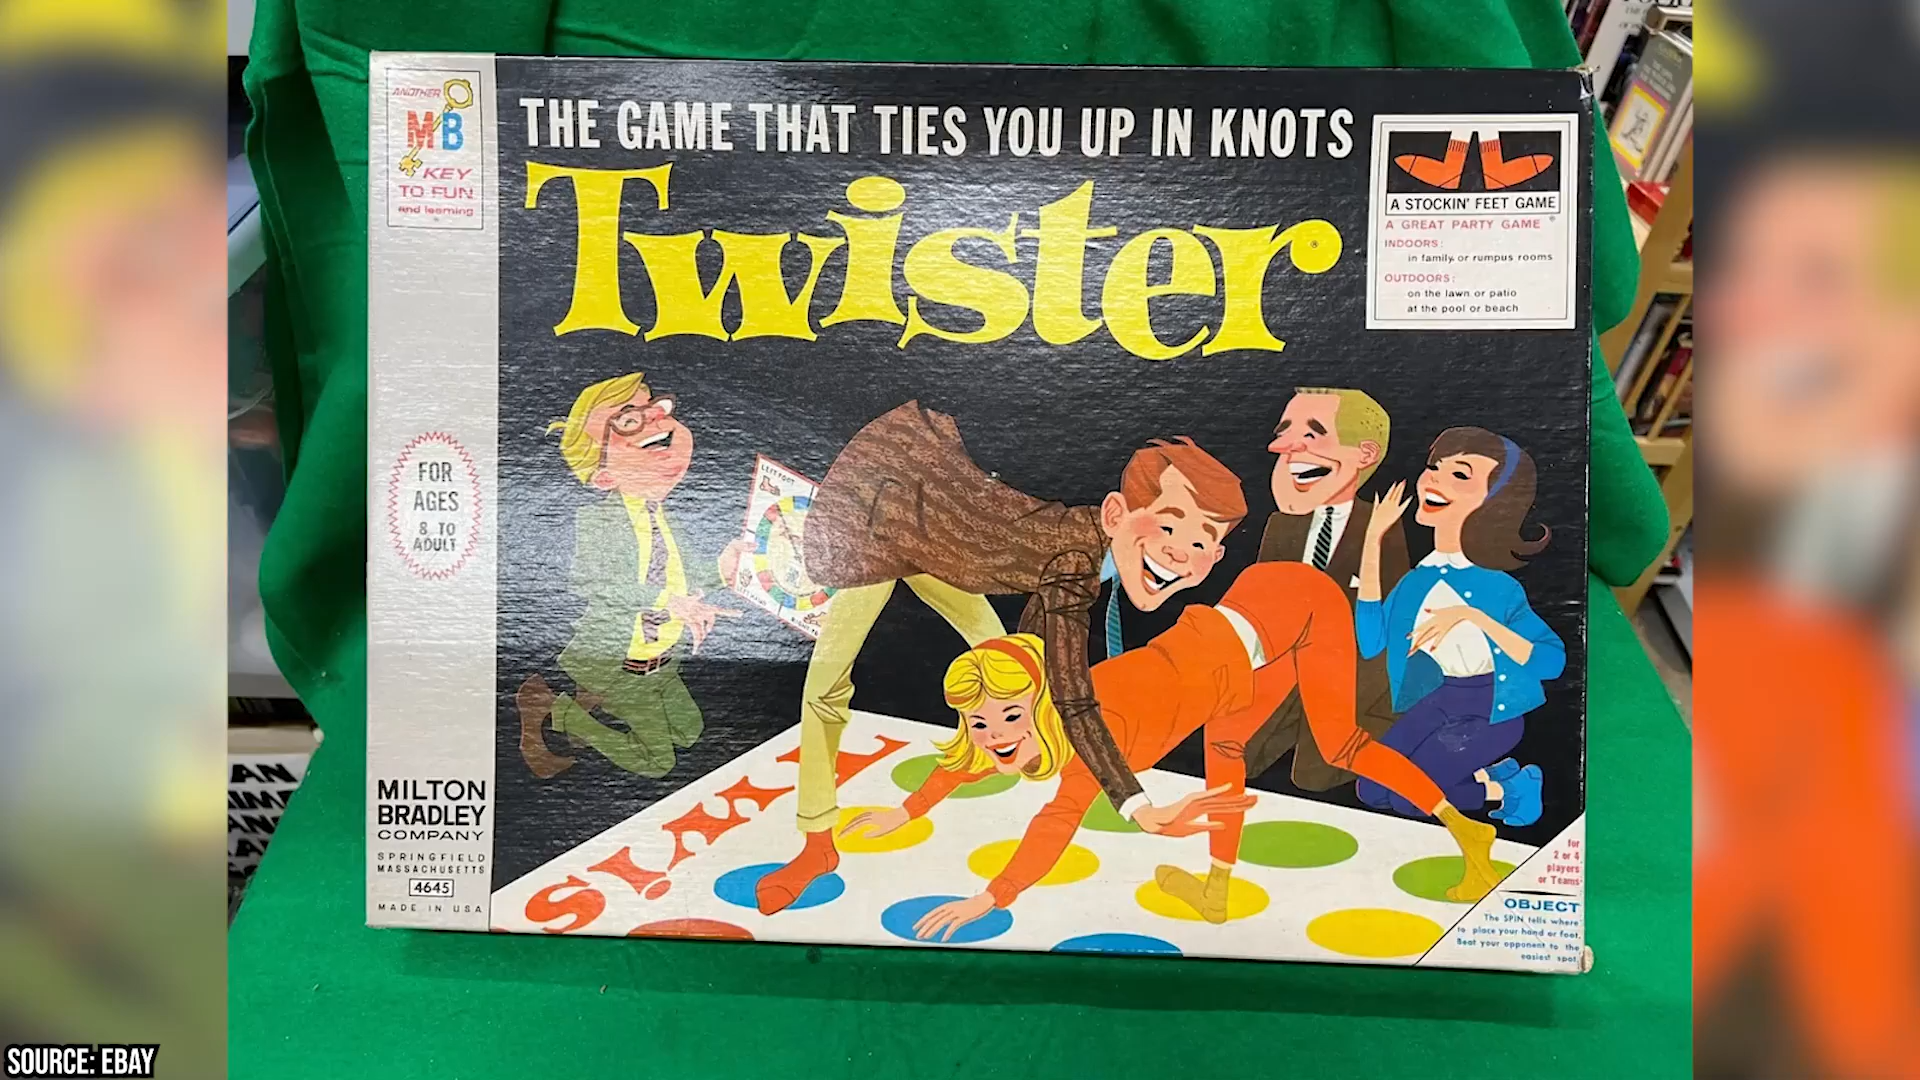 ANOTHER
MB
KEY
TO FUN
and learning
THE GAME THAT TIES YOU UP IN KNOTS
Twister
A STOCKIN' FEET GAME
A GREAT PARTY GAME
INDOORS:
in family or rumpus rooms
OUTDOORS:
on the lawn or patio
at the pool or beach
FOR
AGES
8 TO
ADULT
LEFT FOOT
MILTON
BRADLEY
COMPANY
SPRINGFIELD
MASSACHUSETTS
4645
MADE IN USA
TWIS
for
2 or 4
players
or Teams
OBJECT
The SPIN tells where
to place your hand or foot.
Beat your opponent to the
easiest spot.
AN
SOURCE: EBAY